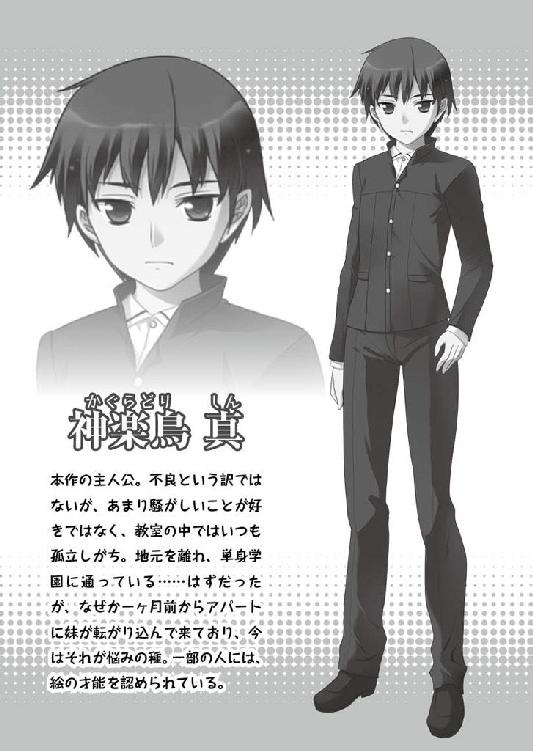 かぐらどり しん
神楽鳥 真
本作の主人公。不良という訳では
ないが、あまり騒がしいことが好
きではなく、教室の中ではいつも
孤立しがち。地元を離れ、単身学
園に通っている……はずだった
が、なぜか一ヶ月前からアパート
に妹が転がり込んで来ており、今
はそれが悩みの種。一部の人には、
絵の才能を認められている。